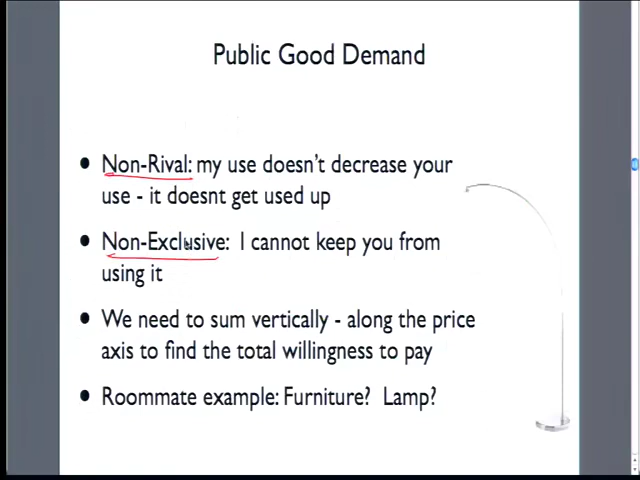 Public Good Demand
Non-Rival: my use doesn't decrease your
use - it doesnt get used up
Non-Exclusive: I cannot keep you from
using it
We need to sum vertically - along the price
axis to find the total willingness to pay
Roommate example: Furniture? Lamp?